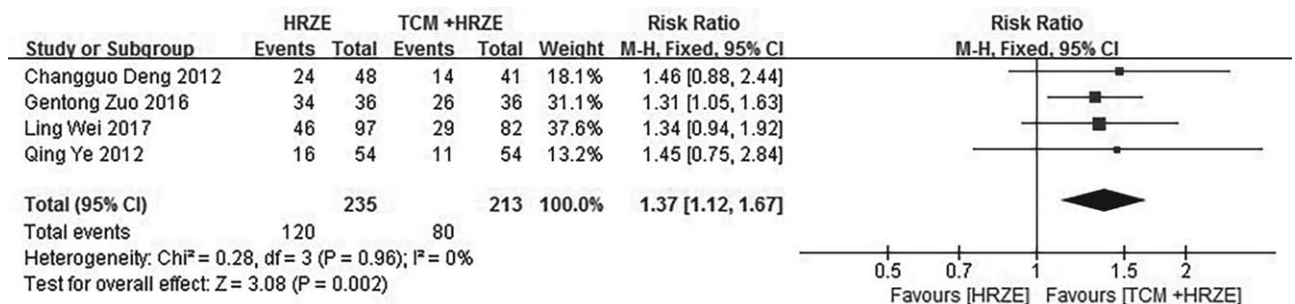 HRZE TCM +HRZE Risk Ratio Risk Ratio
Study or Subgroup Events Total Events Total Weight M-H, Fixed, 95% CI M-H, Fixed, 95% CI
Changguo Deng 2012 24 48 14 41 18.1% 1.46 [0.88, 2.44]
Gentong Zuo 2016 34 36 26 36 31.1% 1.31 [1.05, 1.63]
Ling Wei 2017 46 97 29 82 37.6% 1.34 [0.94, 1.92]
Qing Ye 2012 16 54 11 54 13.2% 1.45 [0.75, 2.84]
Total (95% CI) 235 213 100.0% 1.37 [1.12, 1.67]
Total events 120 80
Heterogeneity: Chi² = 0.28, df = 3 (P = 0.96); I² = 0%
Test for overall effect: Z = 3.08 (P = 0.002)
0.5 0.7 1 1.5 2
Favours [HRZE] Favours [TCM +HRZE]